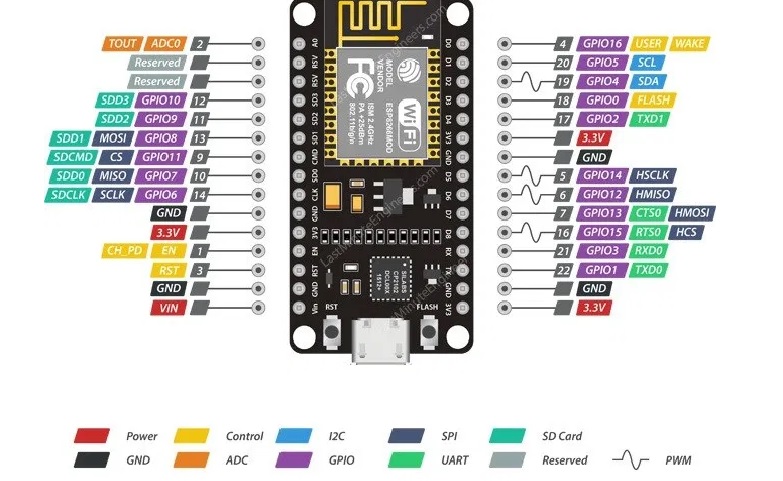 TOUT ADC0 2
Reserved
Reserved
SDD3 GPIO10 12
SDD2 GPIO9 11
SDD1 MOSI GPIO8 13
SDCMD CS GPIO11 9
SDD0 MISO GPIO7 10
SDCLK SCLK GPIO6 14
GND
3.3V
CH_PD EN 1
RST 3
GND
VIN
A0
RSV
RSV
SD3
SD2
SD1
CMD
SD0
CLK
GND
3V3
EN
RST
GND
Vin
MODEL
VENDOR
ESP8266MOD
FC
ISM 2.4GHz
PA +25dBm
802.11b/g/n
WiFi
LastMinuteEngineers.com
SILABS
CP2102
DCL00X
1512+
RST
FLASH
D0
D1
D2
D3
D4
3V3
GND
D5
D6
D7
D8
RX
TX
GND
3V3
4 GPIO16 USER WAKE
20 GPIO5 SCL
19 GPIO4 SDA
18 GPIO0 FLASH
17 GPIO2 TXD1
3.3V
GND
5 GPIO14 HSCLK
6 GPIO12 HMISO
7 GPIO13 CTS0 HMOSI
16 GPIO15 RTS0 HCS
21 GPIO3 RXD0
22 GPIO1 TXD0
GND
3.3V
Power Control I2C SPI SD Card
GND ADC GPIO UART Reserved PWM